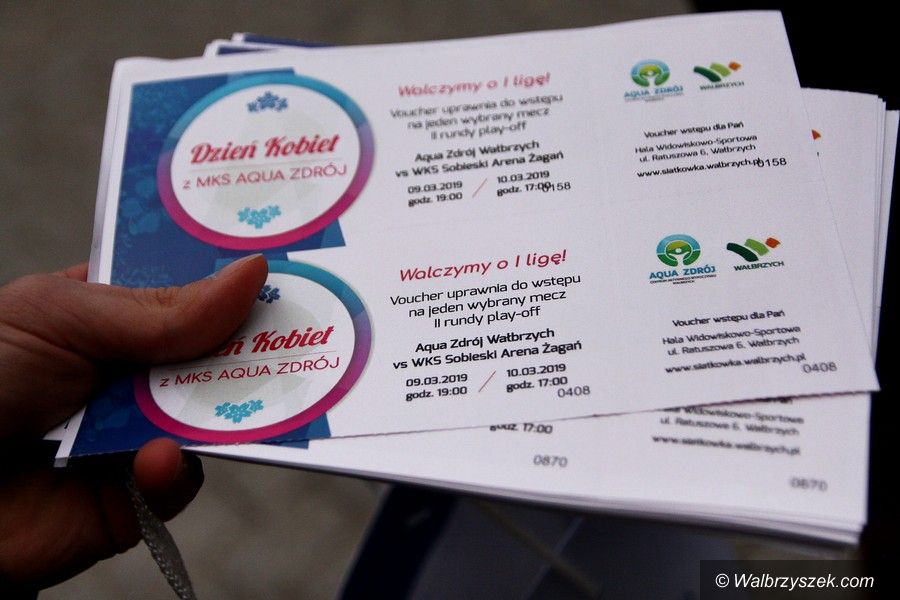 Dzień Kobiet
z MKS AQUA ZDRÓJ
Walczymy o I ligę!
Voucher uprawnia do wstępu
na jeden wybrany mecz
II rundy play-off
Aqua Zdrój Wałbrzych
vs WKS Sobieski Arena Żagań
09.03.2019 / 10.03.2019
godz. 19:00 godz. 17:00
0158
AQUA ZDRÓJ
WAŁBRZYCH
Voucher wstępu dla Pań
Hala Widowiskowo-Sportowa
ul. Ratuszowa 6, Wałbrzych
www.siatkowka.walbrzych.pl
0158
zień Kobiet
z MKS AQUA ZDRÓJ
Walczymy o I ligę!
Voucher uprawnia do wstępu
na jeden wybrany mecz
II rundy play-off
Aqua Zdrój Wałbrzych
vs WKS Sobieski Arena Żagań
09.03.2019 / 10.03.2019
godz. 19:00 godz. 17:00
0408
AQUA ZDRÓJ
WAŁBRZYCH
Voucher wstępu dla Pań
Hala Widowiskowo-Sportowa
ul. Ratuszowa 6, Wałbrzych
www.siatkowka.walbrzych.pl
0408
godz. 17:00
0870
Hala Widowiskowo-Sportowa
ul. Ratuszowa 6, Wałbrzych
www.siatkowka.walbrzych.pl
0870
© Walbrzyszek.com